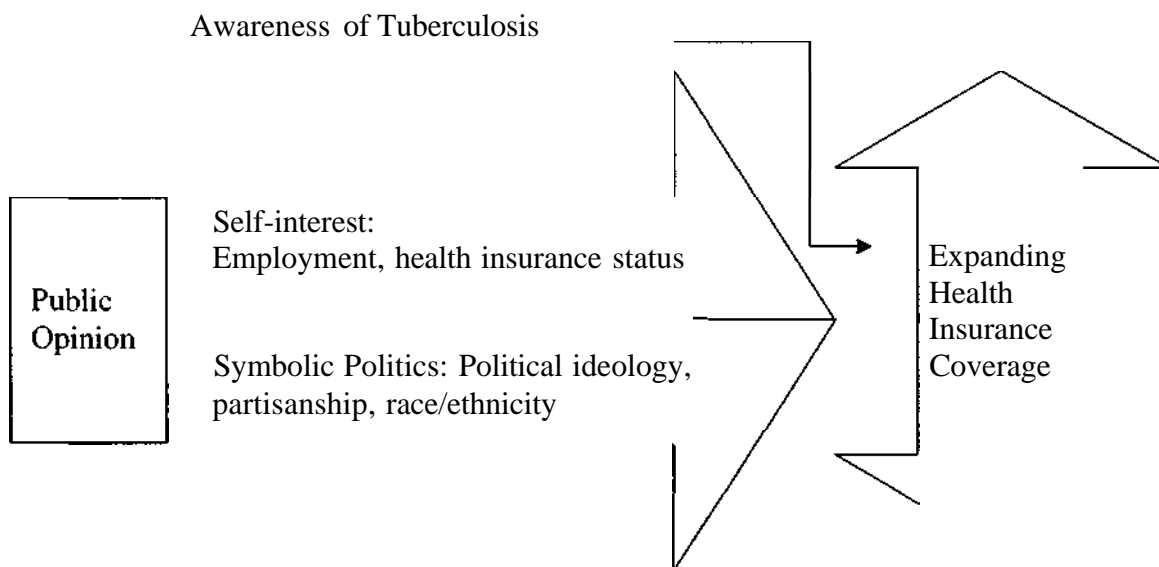 Awareness of Tuberculosis
Self-interest:
Employment, health insurance status
Public
Opinion
Symbolic Politics: Political ideology,
partisanship, race/ethnicity
Expanding
Health
Insurance
Coverage